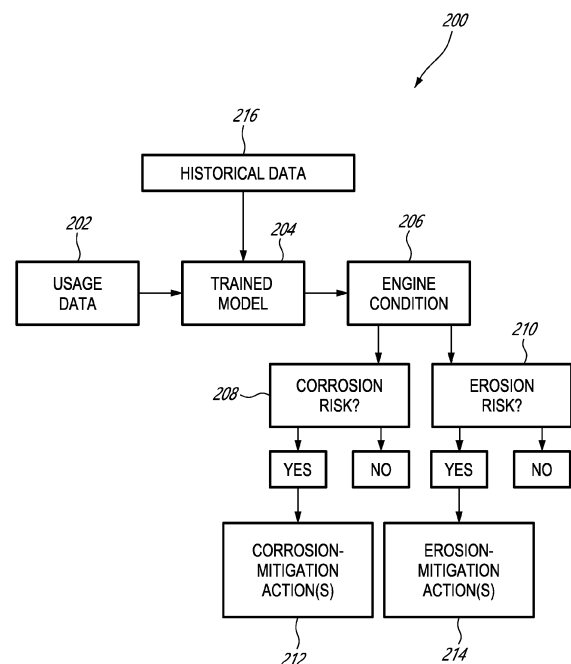 200
216
HISTORICAL DATA
202
204
206
USAGE
DATA
TRAINED
MODEL
ENGINE
CONDITION
210
208
CORROSION
RISK?
EROSION
RISK?
YES
NO
YES
NO
CORROSION-
MITIGATION
ACTION(S)
EROSION-
MITIGATION
ACTION(S)
212
214